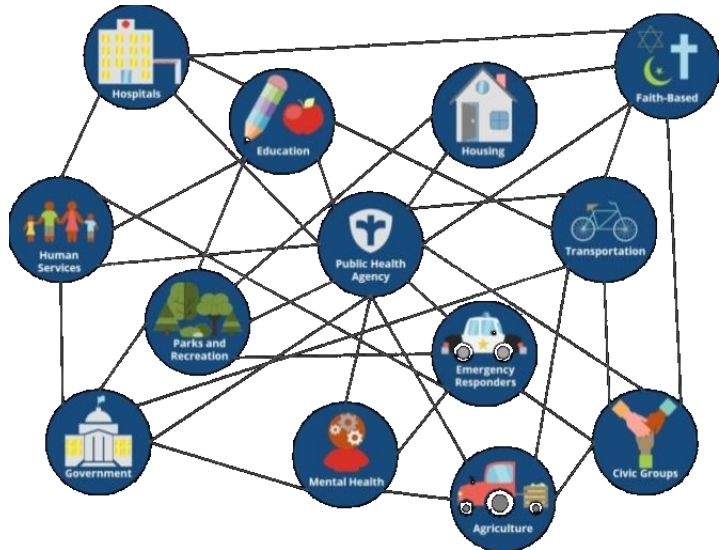 Hospitals
Faith-Based
Education
Housing
Human
Services
Public Health
Agency
Transportation
Parks and
Recreation
Emergency
Responders
Government
Mental Health
Civic Groups
Agriculture